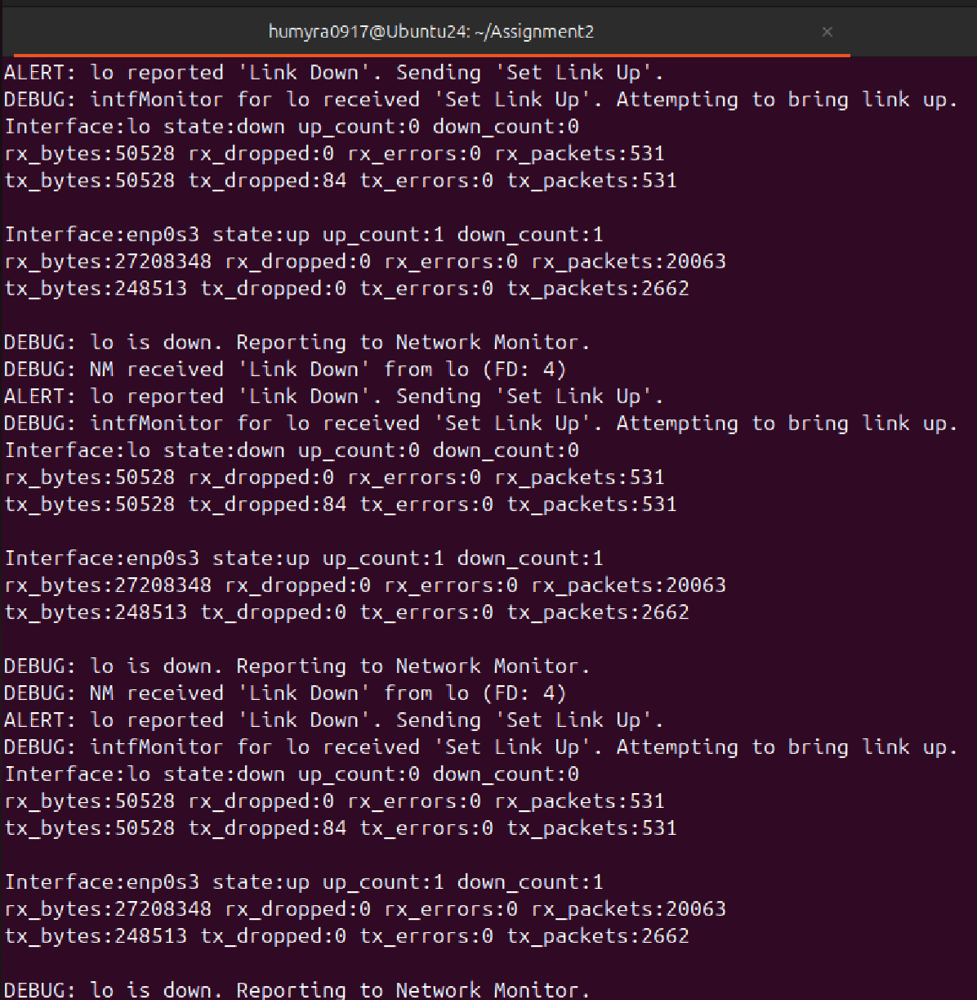 humyra0917@Ubuntu24: ~/Assignment2
ALERT: lo reported 'Link Down'. Sending 'Set Link Up'.
DEBUG: intfMonitor for lo received 'Set Link Up'. Attempting to bring link up.
Interface:lo state:down up_count:0 down_count:0
rx_bytes:50528 rx_dropped:0 rx_errors:0 rx_packets:531
tx_bytes:50528 tx_dropped:84 tx_errors:0 tx_packets:531

Interface:enp0s3 state:up up_count:1 down_count:1
rx_bytes:27208348 rx_dropped:0 rx_errors:0 rx_packets:20063
tx_bytes:248513 tx_dropped:0 tx_errors:0 tx_packets:2662

DEBUG: lo is down. Reporting to Network Monitor.
DEBUG: NM received 'Link Down' from lo (FD: 4)
ALERT: lo reported 'Link Down'. Sending 'Set Link Up'.
DEBUG: intfMonitor for lo received 'Set Link Up'. Attempting to bring link up.
Interface:lo state:down up_count:0 down_count:0
rx_bytes:50528 rx_dropped:0 rx_errors:0 rx_packets:531
tx_bytes:50528 tx_dropped:84 tx_errors:0 tx_packets:531

Interface:enp0s3 state:up up_count:1 down_count:1
rx_bytes:27208348 rx_dropped:0 rx_errors:0 rx_packets:20063
tx_bytes:248513 tx_dropped:0 tx_errors:0 tx_packets:2662

DEBUG: lo is down. Reporting to Network Monitor.
DEBUG: NM received 'Link Down' from lo (FD: 4)
ALERT: lo reported 'Link Down'. Sending 'Set Link Up'.
DEBUG: intfMonitor for lo received 'Set Link Up'. Attempting to bring link up.
Interface:lo state:down up_count:0 down_count:0
rx_bytes:50528 rx_dropped:0 rx_errors:0 rx_packets:531
tx_bytes:50528 tx_dropped:84 tx_errors:0 tx_packets:531

Interface:enp0s3 state:up up_count:1 down_count:1
rx_bytes:27208348 rx_dropped:0 rx_errors:0 rx_packets:20063
tx_bytes:248513 tx_dropped:0 tx_errors:0 tx_packets:2662

DEBUG: lo is down. Reporting to Network Monitor.